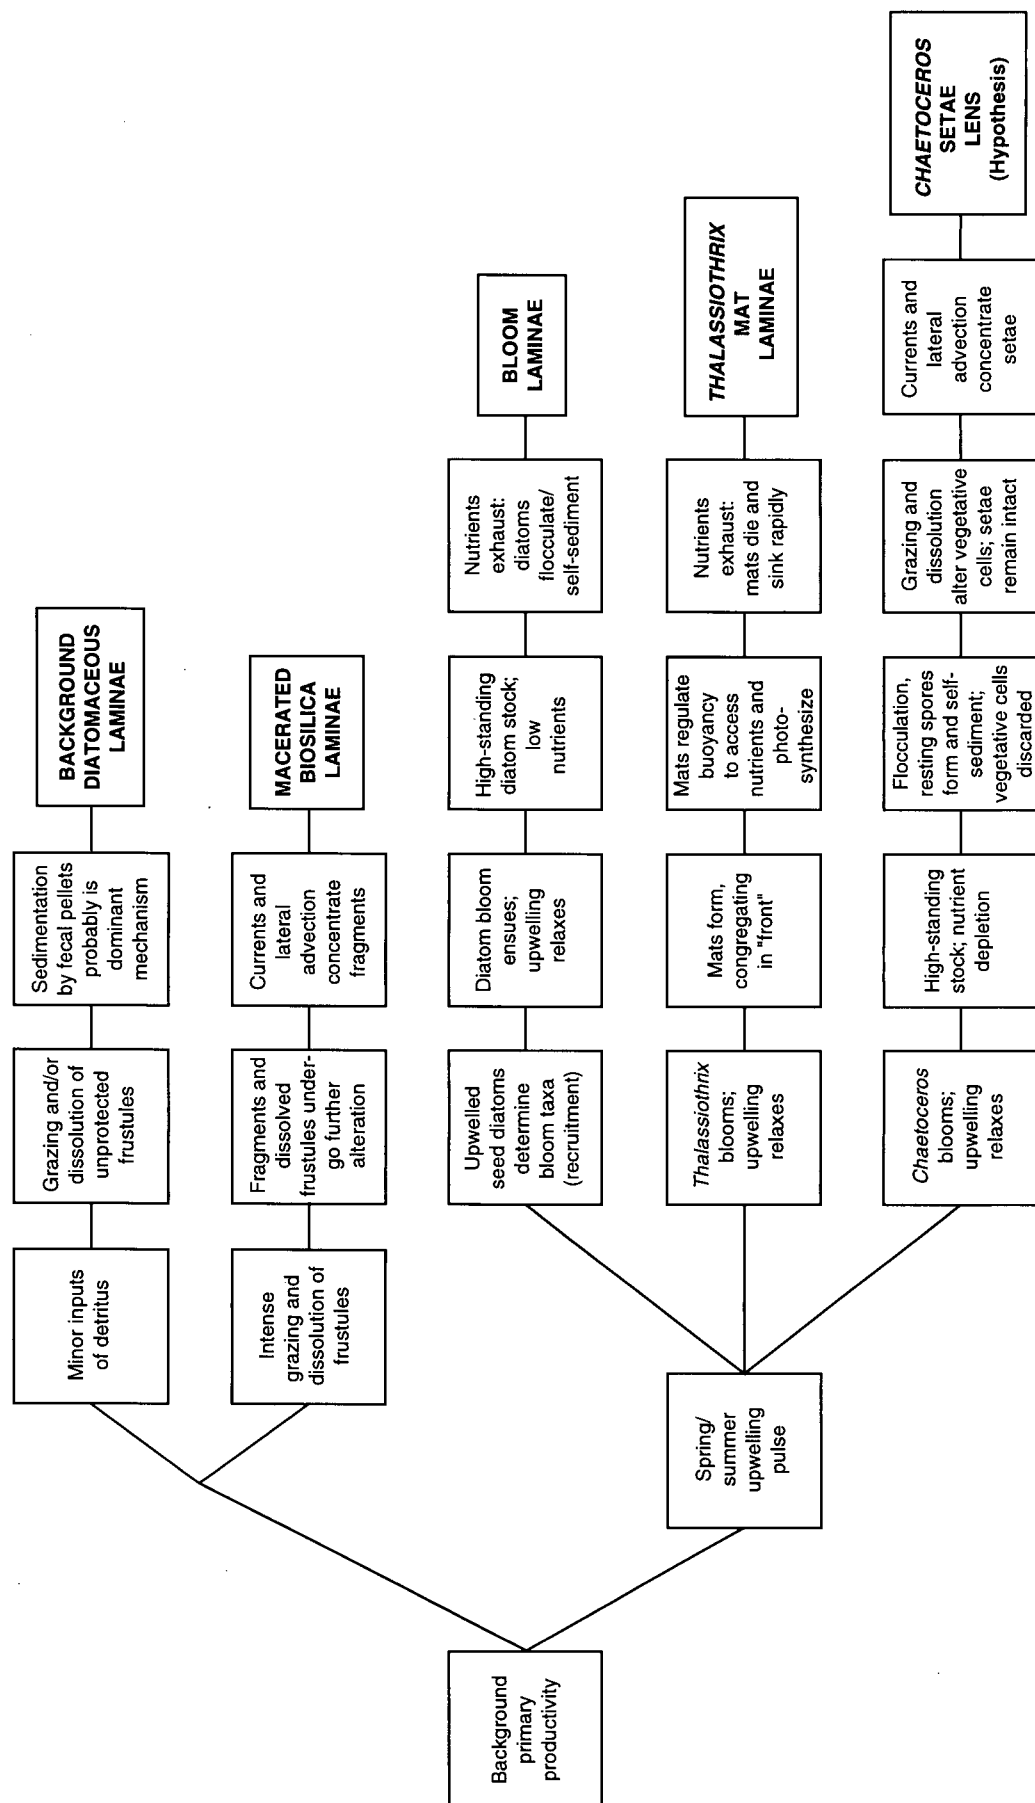 Background
primary
productivity
Minor inputs
of detritus
Grazing and/or
dissolution of
unprotected
frustules
Sedimentation
by fecal pellets
probably is
dominant
mechanism
BACKGROUND
DIATOMACEOUS
LAMINAE
Intense
grazing and
dissolution of
frustules
Fragments and
dissolved
frustules under-
go further
alteration
Currents and
lateral
advection
concentrate
fragments
MACERATED
BIOSILICA
LAMINAE
Spring/
summer
upwelling
pulse
Upwelled
seed diatoms
determine
bloom taxa
(recruitment)
Diatom bloom
ensues;
upwelling
relaxes
High-standing
diatom stock;
low
nutrients
Nutrients
exhaust:
diatoms
flocculate/
self-sediment
BLOOM
LAMINAE
Thalassiothrix
blooms;
upwelling
relaxes
Mats form,
congregating
in "front"
Mats regulate
buoyancy
to access
nutrients and
photo-
synthesize
Nutrients
exhaust:
mats die and
sink rapidly
THALASSIOTHRIX
MAT
LAMINAE
Chaetoceros
blooms;
upwelling
relaxes
High-standing
stock; nutrient
depletion
Flocculation,
resting spores
form and self-
sediment;
vegetative cells
discarded
Grazing and
dissolution
alter vegetative
cells; setae
remain intact
Currents and
lateral
advection
concentrate
setae
CHAETOCEROS
SETAE
LENS
(Hypothesis)